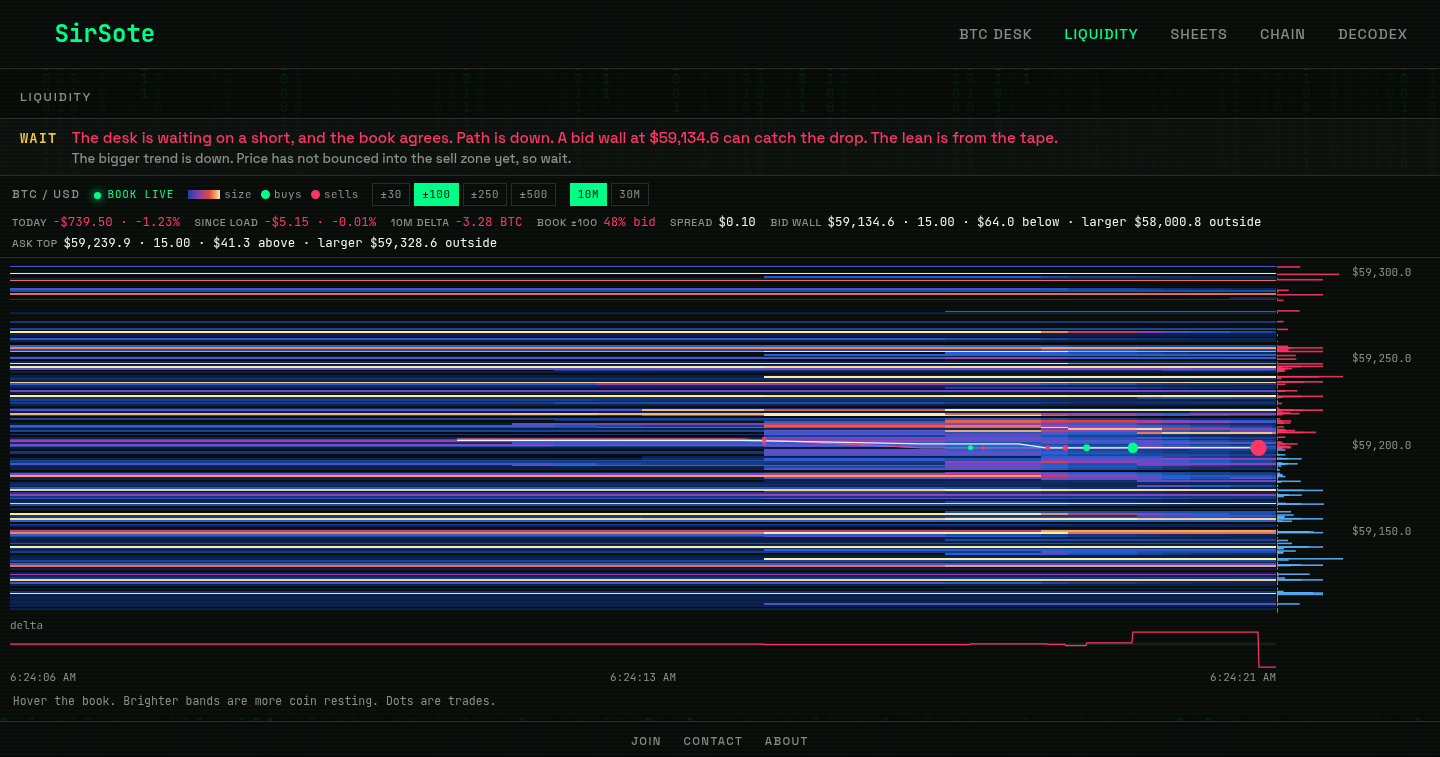 SirSote
BTC DESK LIQUIDITY SHEETS CHAIN DECODEX
LIQUIDITY
WAIT The desk is waiting on a short, and the book agrees. Path is down. A bid wall at $59,134.6 can catch the drop. The lean is from the tape.
The bigger trend is down. Price has not bounced into the sell zone yet, so wait.
BTC / USD BOOK LIVE size buys sells ±30 ±100 ±250 ±500 10M 30M
TODAY -$739.50 · -1.23% SINCE LOAD -$5.15 · -0.01% 10M DELTA -3.28 BTC BOOK ±100 48% bid SPREAD $0.10 BID WALL $59,134.6 · 15.00 · $64.0 below · larger $58,000.8 outside
ASK TOP $59,239.9 · 15.00 · $41.3 above · larger $59,328.6 outside
$59,300.0
$59,250.0
$59,200.0
$59,150.0
delta
6:24:06 AM 6:24:13 AM 6:24:21 AM
Hover the book. Brighter bands are more coin resting. Dots are trades.
JOIN CONTACT ABOUT